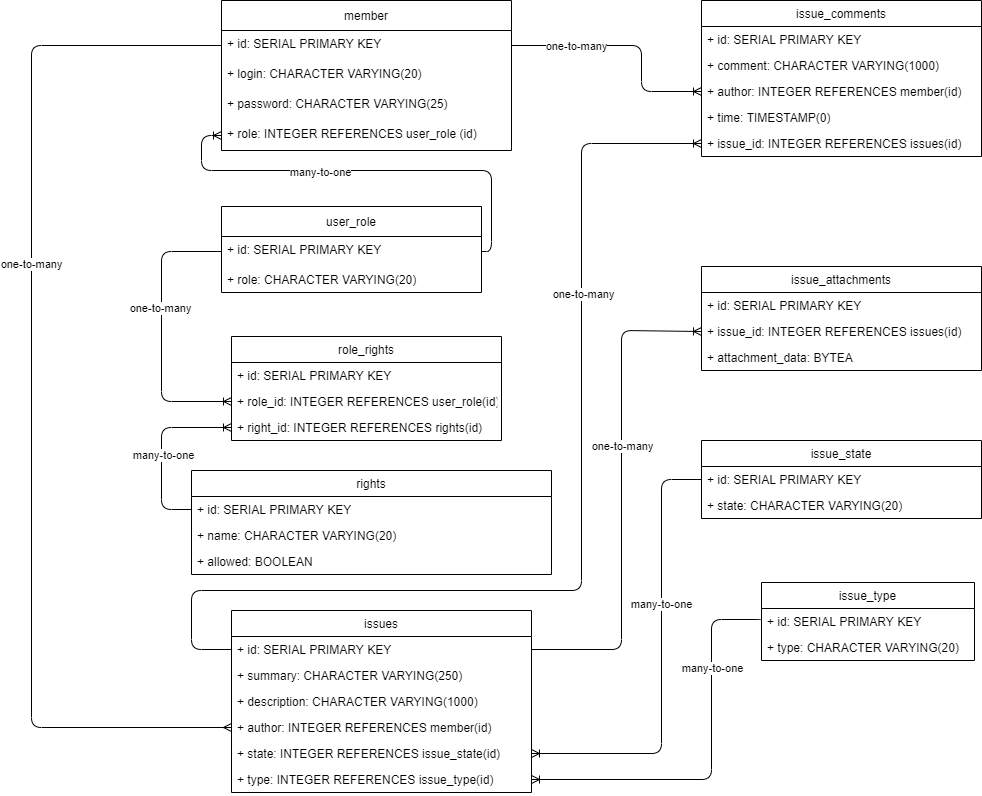 member
+ id: SERIAL PRIMARY KEY
+ login: CHARACTER VARYING(20)
+ password: CHARACTER VARYING(25)
+ role: INTEGER REFERENCES user_role (id)
issue_comments
+ id: SERIAL PRIMARY KEY
+ comment: CHARACTER VARYING(1000)
+ author: INTEGER REFERENCES member(id)
+ time: TIMESTAMP(0)
+ issue_id: INTEGER REFERENCES issues(id)
one-to-many
many-to-one
user_role
+ id: SERIAL PRIMARY KEY
+ role: CHARACTER VARYING(20)
one-to-many
one-to-many
one-to-many
issue_attachments
+ id: SERIAL PRIMARY KEY
+ issue_id: INTEGER REFERENCES issues(id)
+ attachment_data: BYTEA
role_rights
+ id: SERIAL PRIMARY KEY
+ role_id: INTEGER REFERENCES user_role(id)
+ right_id: INTEGER REFERENCES rights(id)
many-to-one
one-to-many
issue_state
+ id: SERIAL PRIMARY KEY
+ state: CHARACTER VARYING(20)
rights
+ id: SERIAL PRIMARY KEY
+ name: CHARACTER VARYING(20)
+ allowed: BOOLEAN
issue_type
+ id: SERIAL PRIMARY KEY
+ type: CHARACTER VARYING(20)
many-to-one
many-to-one
issues
+ id: SERIAL PRIMARY KEY
+ summary: CHARACTER VARYING(250)
+ description: CHARACTER VARYING(1000)
+ author: INTEGER REFERENCES member(id)
+ state: INTEGER REFERENCES issue_state(id)
+ type: INTEGER REFERENCES issue_type(id)